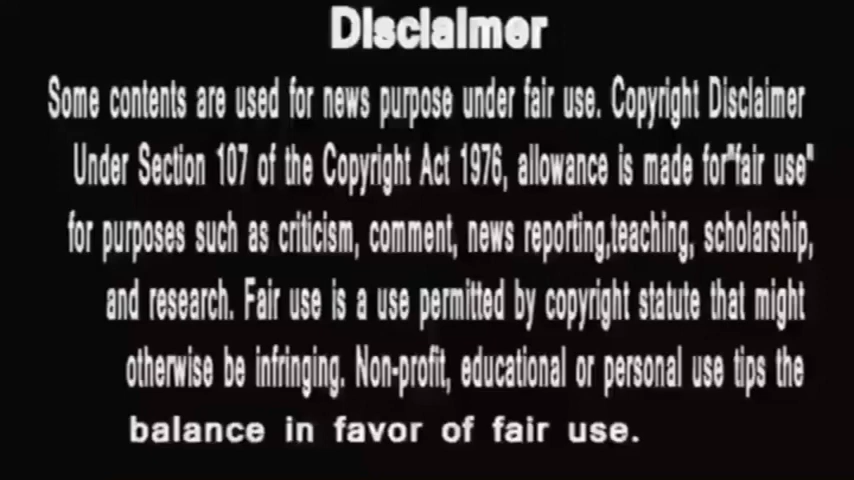 Disclaimer
Some contents are used for news purpose under fair use. Copyright Disclaimer
Under Section 107 of the Copyright Act 1976, allowance is made for"fair use"
for purposes such as criticism, comment, news reporting,teaching, scholarship,
and research. Fair use is a use permitted by copyright statute that might
otherwise be infringing. Non-profit, educational or personal use tips the
balance in favor of fair use.